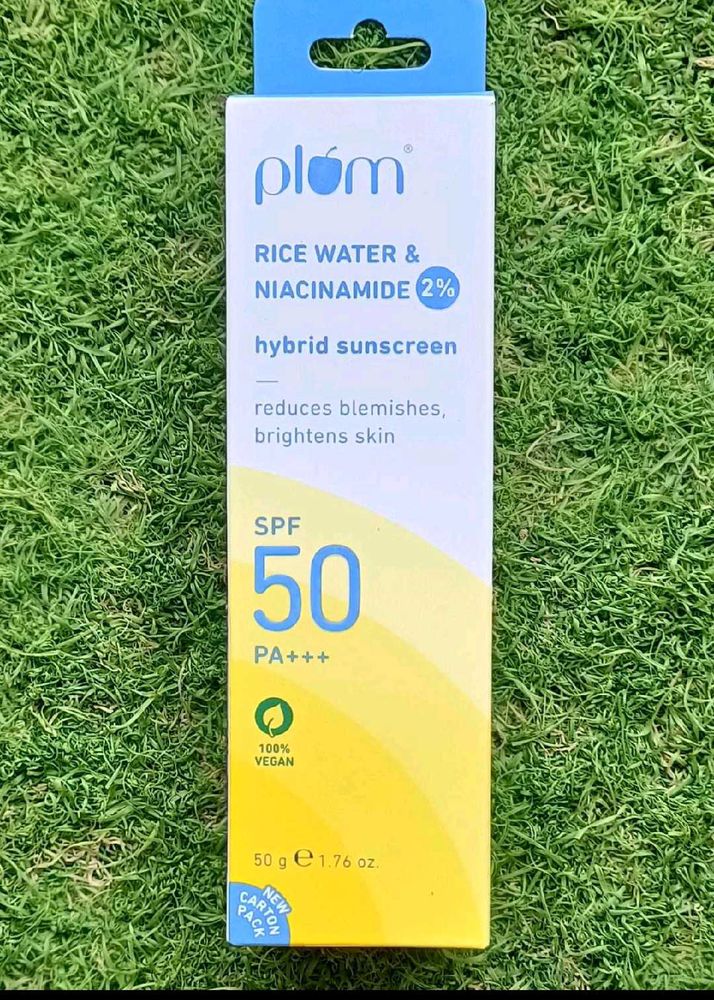 plum®
RICE WATER &
NIACINAMIDE 2%
hybrid sunscreen
reduces blemishes,
brightens skin
SPF
50
PA+++
100%
VEGAN
50 g ℮ 1.76 oz.
NEW
CARTON
PACK